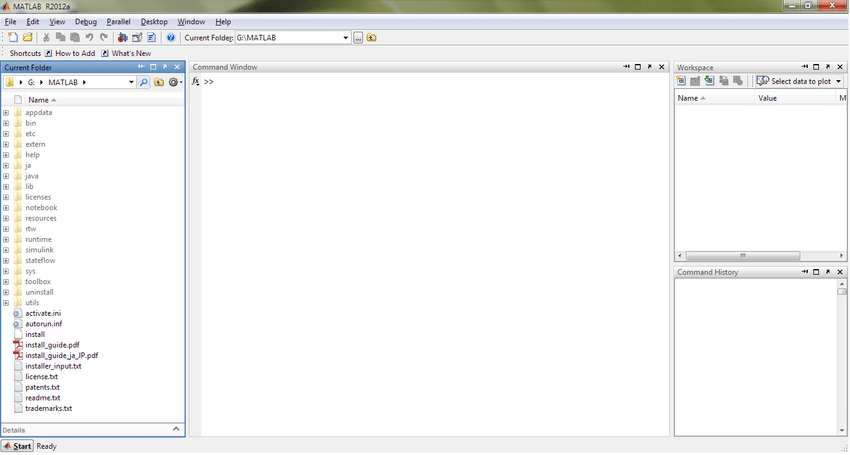 MATLAB R2012a
File Edit View Debug Parallel Desktop Window Help
Current Folder: G:\MATLAB ...
Shortcuts How to Add What's New
Current Folder
G: MATLAB
Name
appdata
bin
etc
extern
help
ja
java
lib
licenses
notebook
resources
rtw
runtime
simulink
stateflow
sys
toolbox
uninstall
utils
activate.ini
autorun.inf
install
install_guide.pdf
install_guide_ja_JP.pdf
installer_input.txt
license.txt
patents.txt
readme.txt
trademarks.txt
Details
Command Window
fx >>
Workspace
Select data to plot
Name Value M
Command History
Start Ready